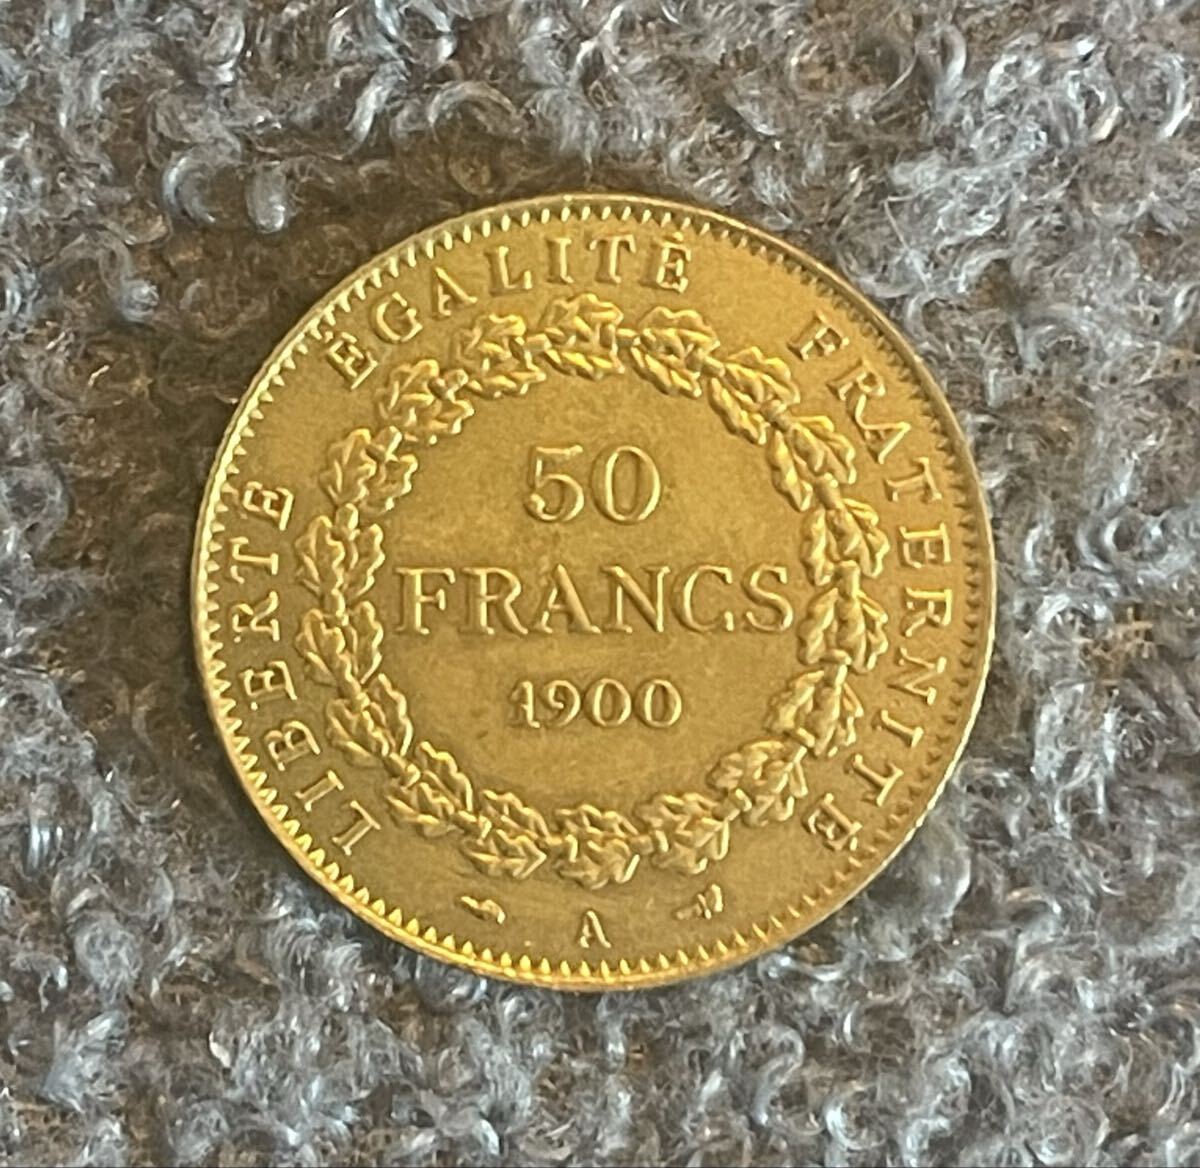 LIBERTÉ ÉGALITÉ FRATERNITÉ
50
FRANCS
1900
A